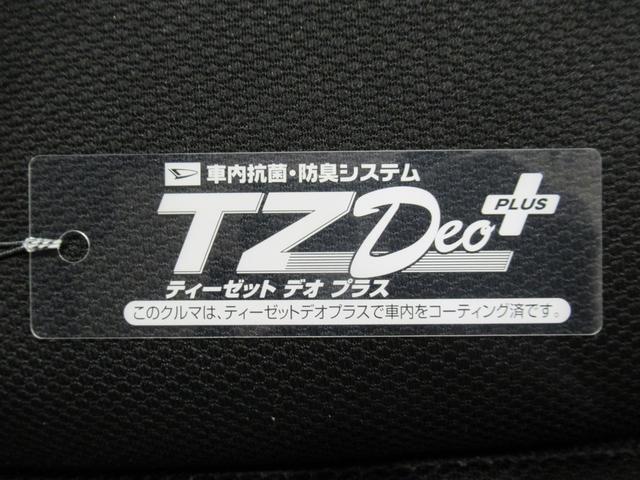 車内抗菌・防臭システム
TZ Deo PLUS
ティーゼット デオ プラス
このクルマは、ティーゼットデオプラスで車内をコーティング済です。